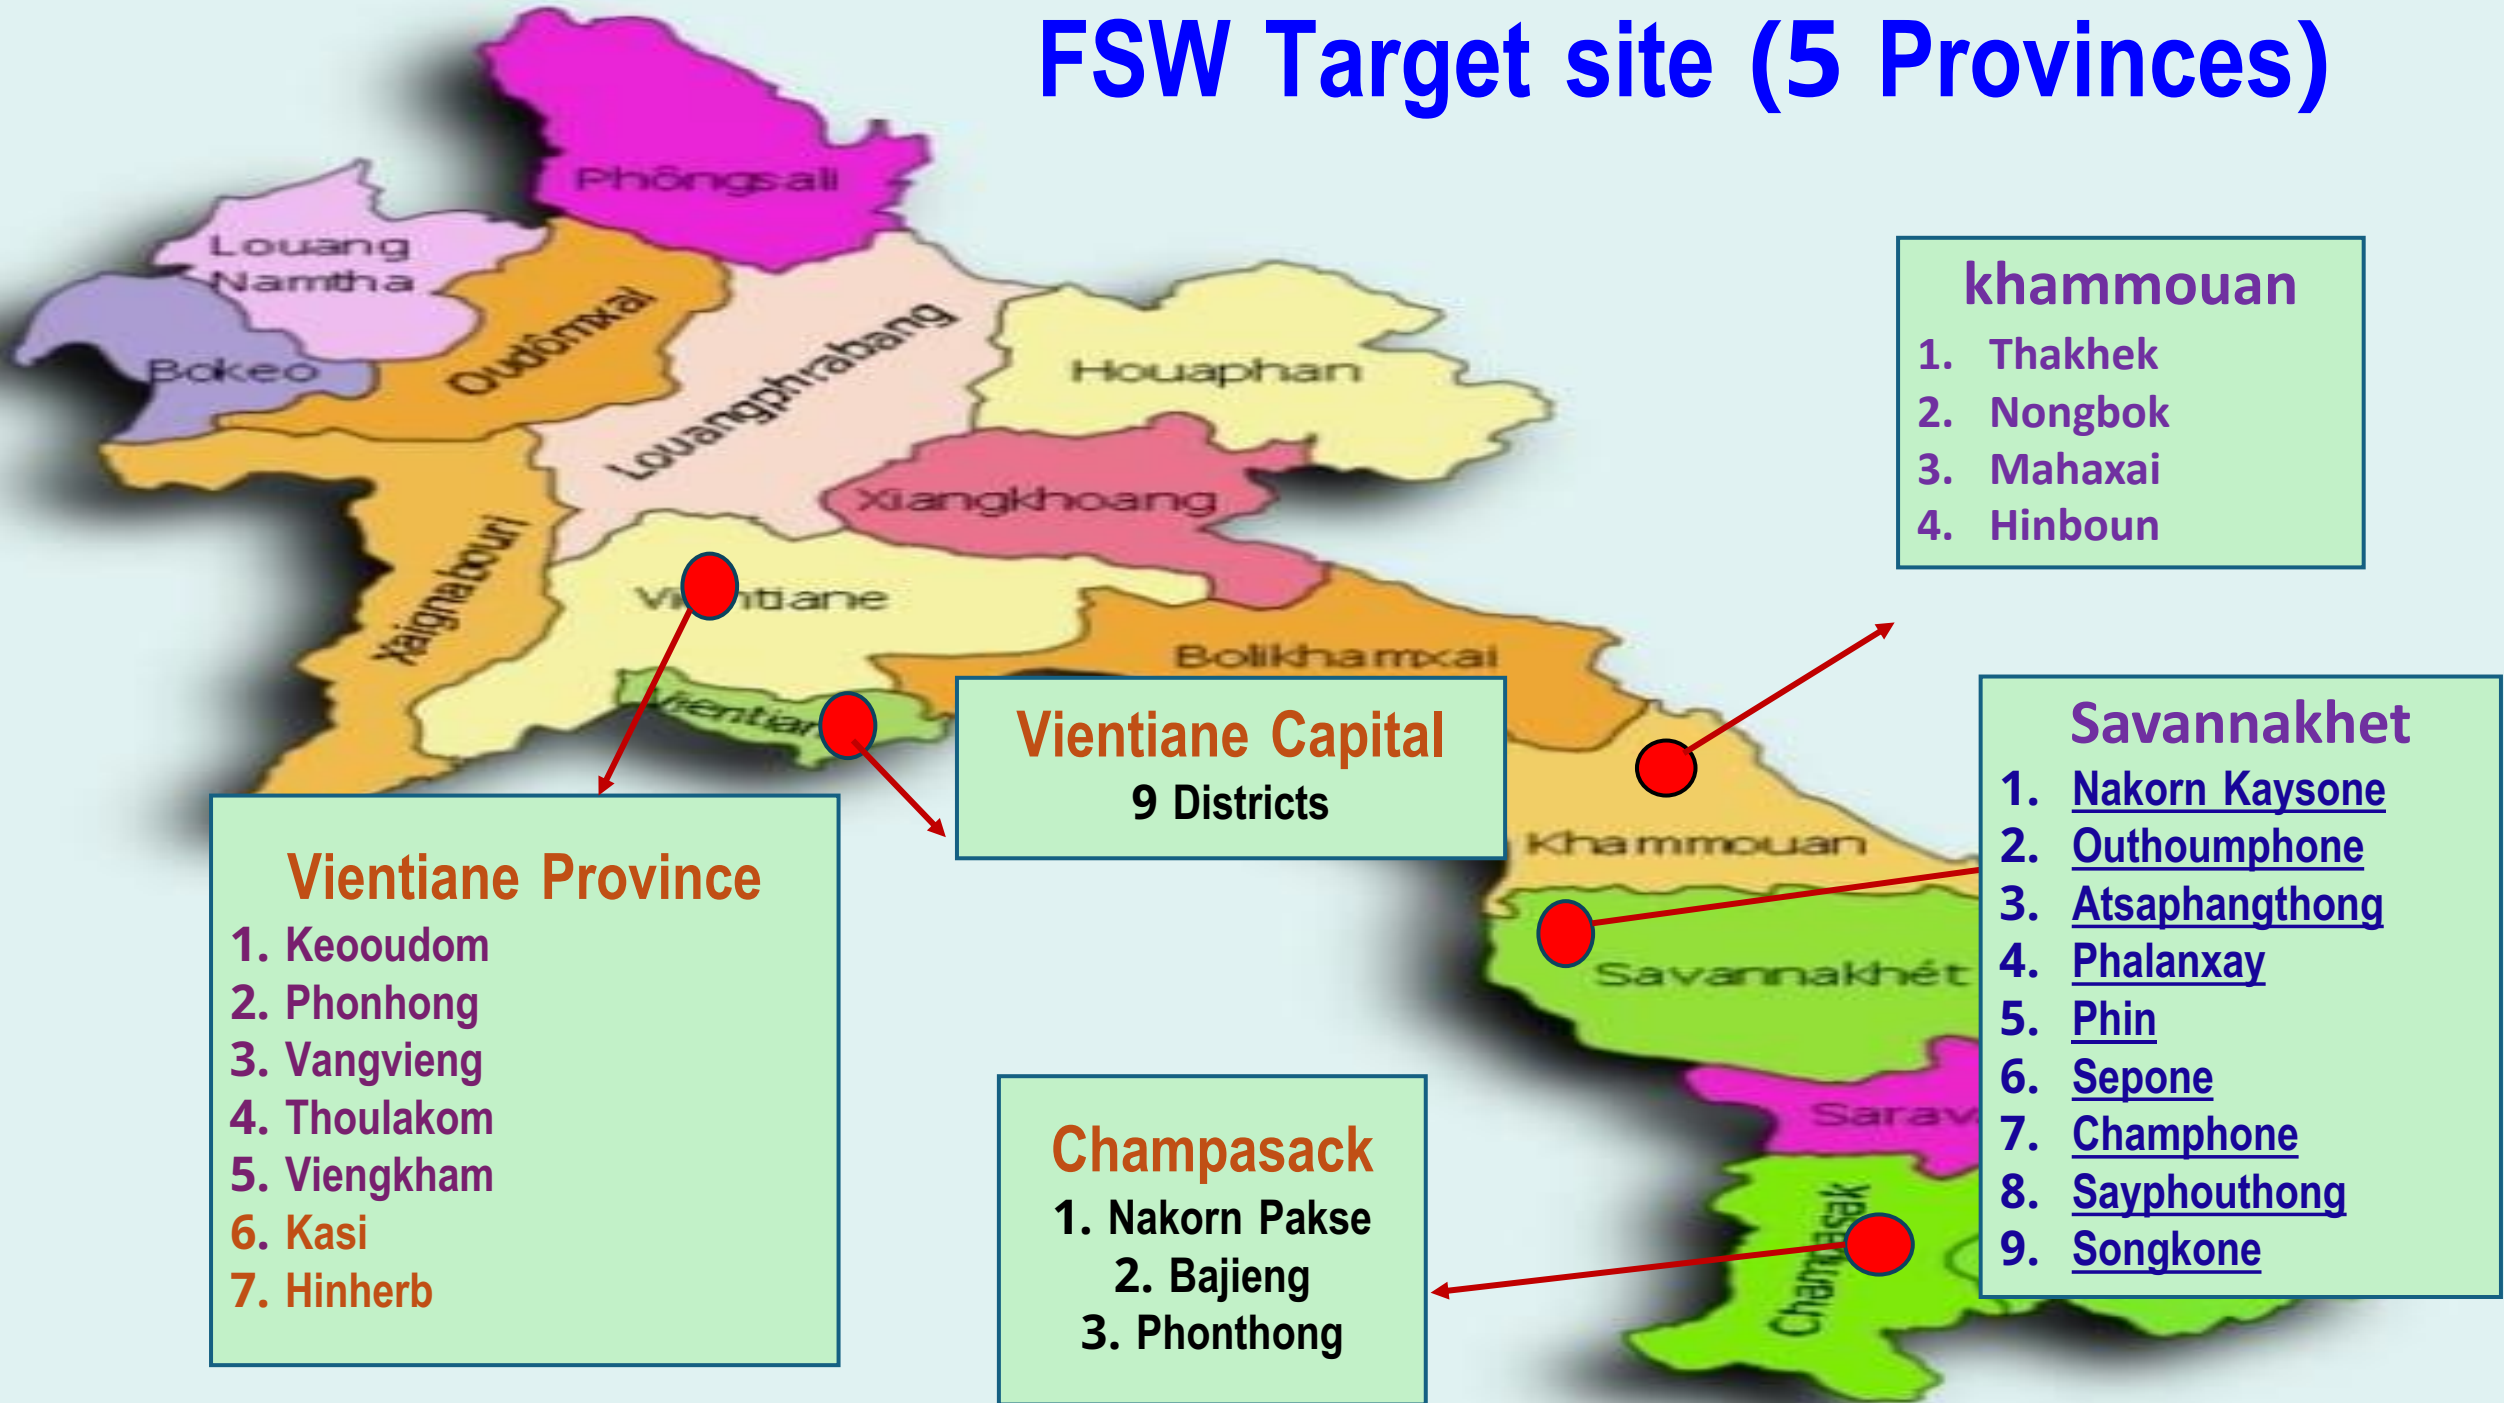 FSW Target site (5 Provinces)
Phôngsali
Louang
Namtha
Bokeo
Oudômxai
Louangphrabang
Houaphan
Xiangkhoang
Xaignabouri
Bolikhamxai
Khammouan
Savannakhét
Champasak
khammouan
1. Thakhek
2. Nongbok
3. Mahaxai
4. Hinboun
Vientiane Capital
9 Districts
Savannakhet
1. Nakorn Kaysone
2. Outhoumphone
3. Atsaphangthong
4. Phalanxay
5. Phin
6. Sepone
7. Champhone
8. Sayphouthong
9. Songkone
Vientiane Province
1. Keooudom
2. Phonhong
3. Vangvieng
4. Thoulakom
5. Viengkham
6. Kasi
7. Hinherb
Champasack
1. Nakorn Pakse
2. Bajieng
3. Phonthong